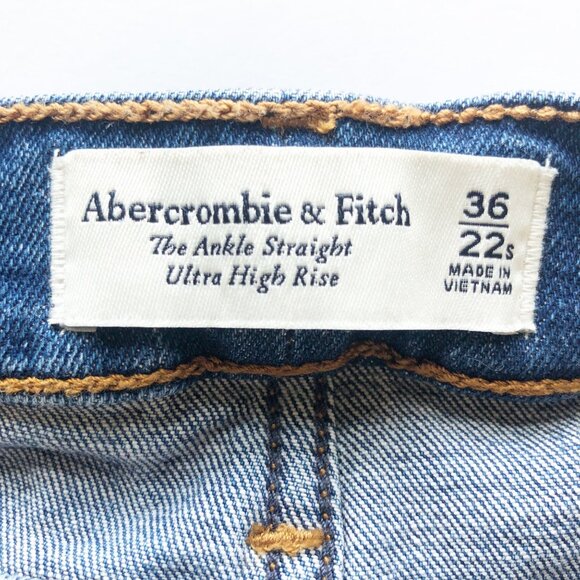 Abercrombie & Fitch
The Ankle Straight
Ultra High Rise
36
22s
MADE IN
VIETNAM